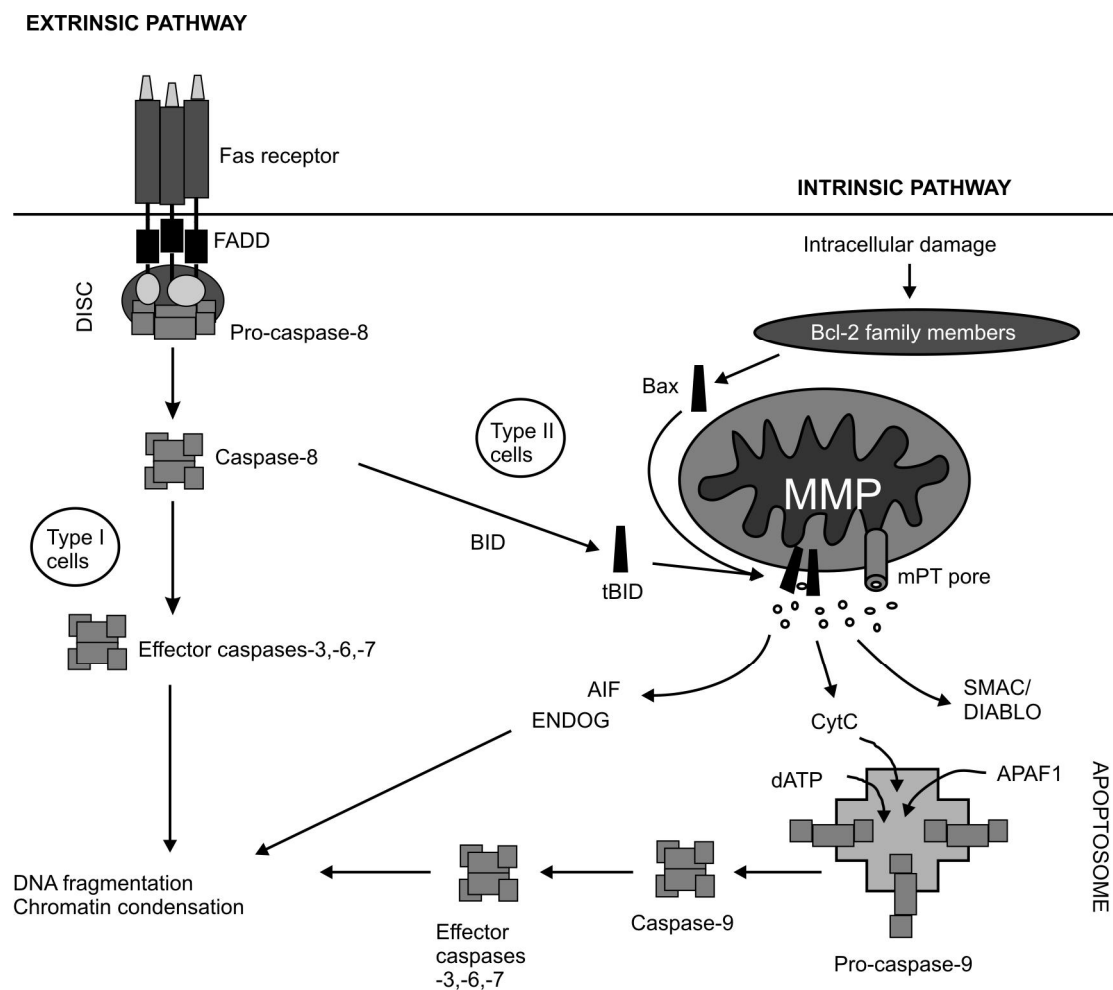 EXTRINSIC PATHWAY
Fas receptor
INTRINSIC PATHWAY
FADD
Intracellular damage
DISC
Pro-caspase-8
Bcl-2 family members
Bax
Type II
cells
Caspase-8
MMP
Type I
cells
BID
tBID
mPT pore
Effector caspases-3,-6,-7
AIF
ENDOG
SMAC/
DIABLO
CytC
dATP
APAF1
APOPTOSOME
DNA fragmentation
Chromatin condensation
Caspase-9
Effector
caspases
-3,-6,-7
Pro-caspase-9